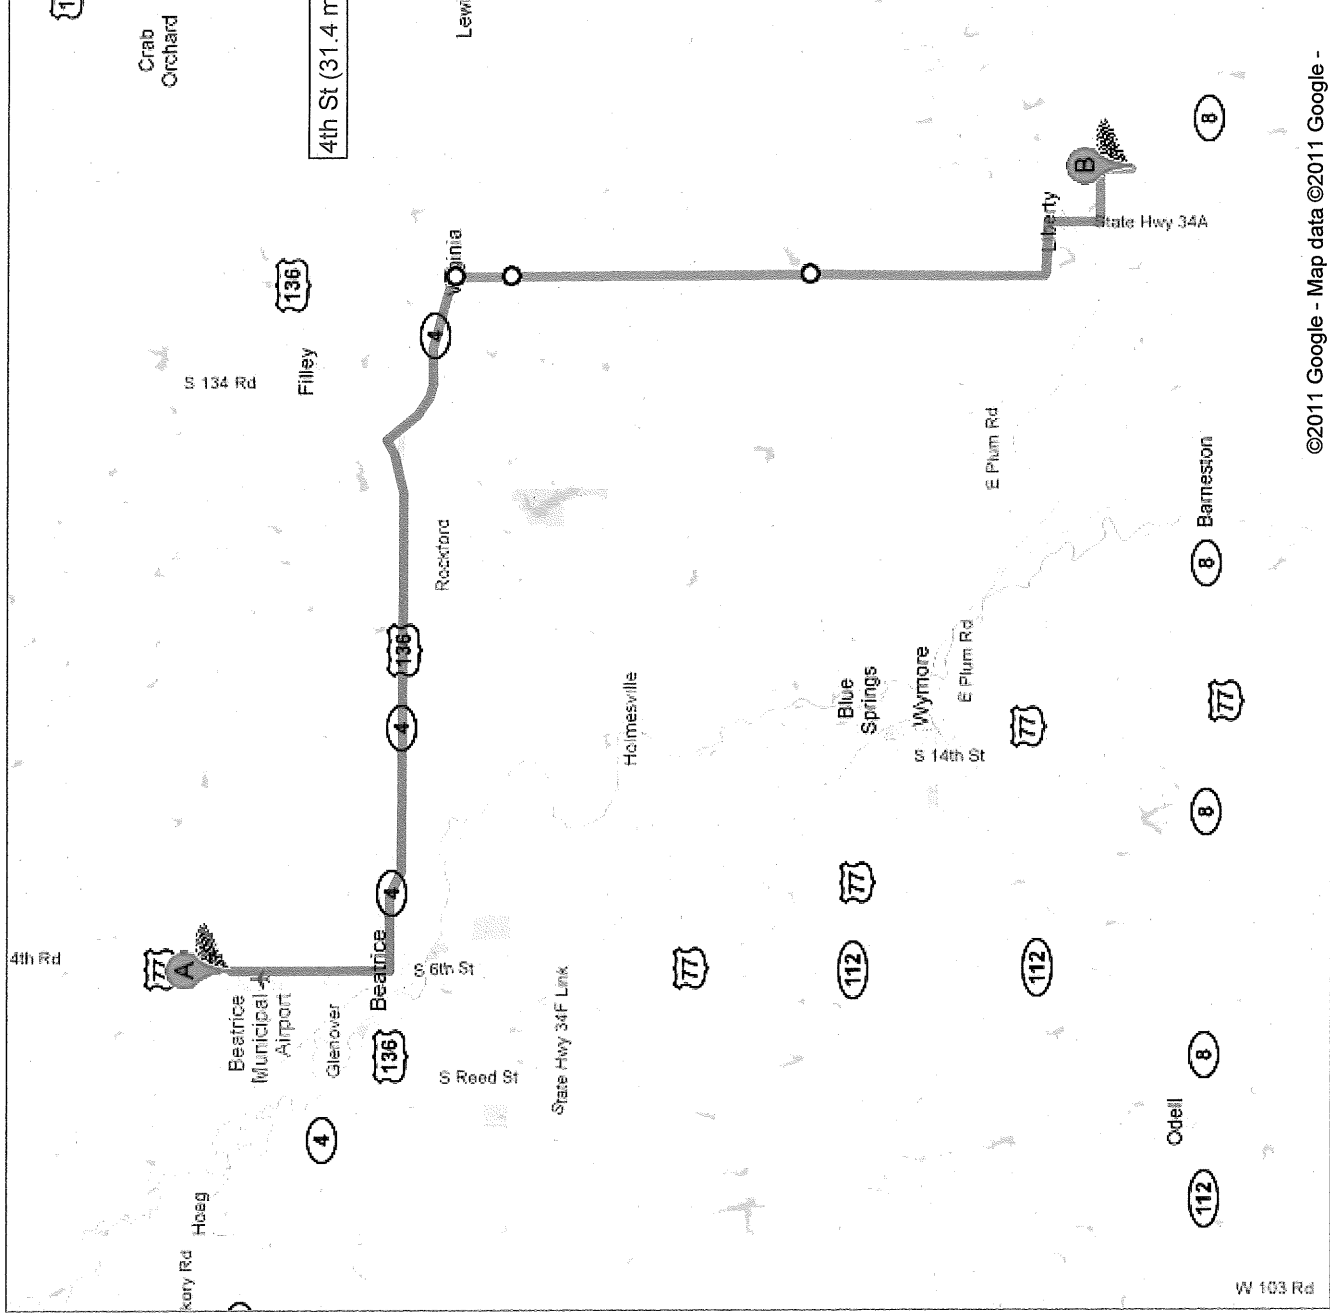 Crab
Orchard
Lewi
4th St (31.4 m
136
Filley
S 134 Rd
4
Virginia
8
B
Liberty
State Hwy 34A
E Plum Rd
Barneston
8
Rockford
136
4
4
Holmesville
Blue
Springs
Wymore
E Plum Rd
S 14th St
77
77
8
77
4th Rd
77
A
Beatrice
Municipal
Airport
Beatrice
S 6th St
Glenover
136
S Reed St
State Hwy 34F Link
77
112
112
8
Odell
112
4
Hoag
kory Rd
W 103 Rd
©2011 Google - Map data ©2011 Google -